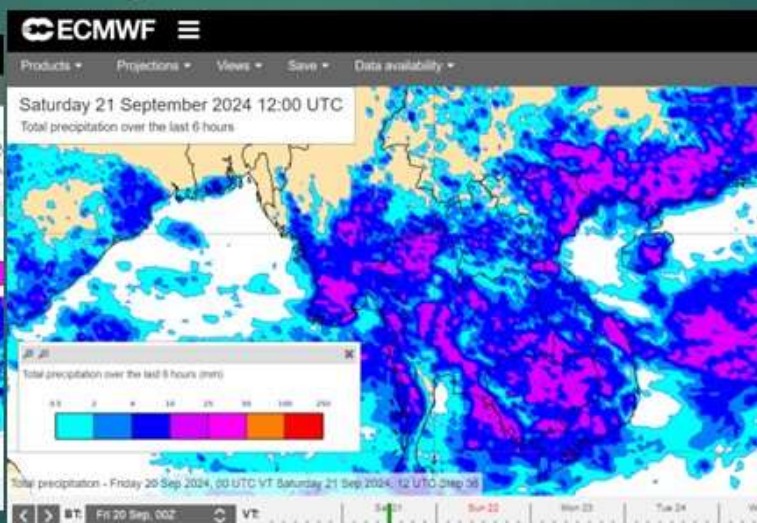 ECMWF
Products Projections Views Save Data availability
Saturday 21 September 2024 12:00 UTC
Total precipitation over the last 6 hours
Total precipitation over the last 6 hours (mm)
0.5 2 4 10 25 50 100 250
Total precipitation - Friday 20 Sep 2024, 00 UTC VT Saturday 21 Sep 2024, 12 UTC Step 36
BT: Fri 20 Sep, 00Z VT: Sat 21 Sun 22 Mon 23 Tue 24